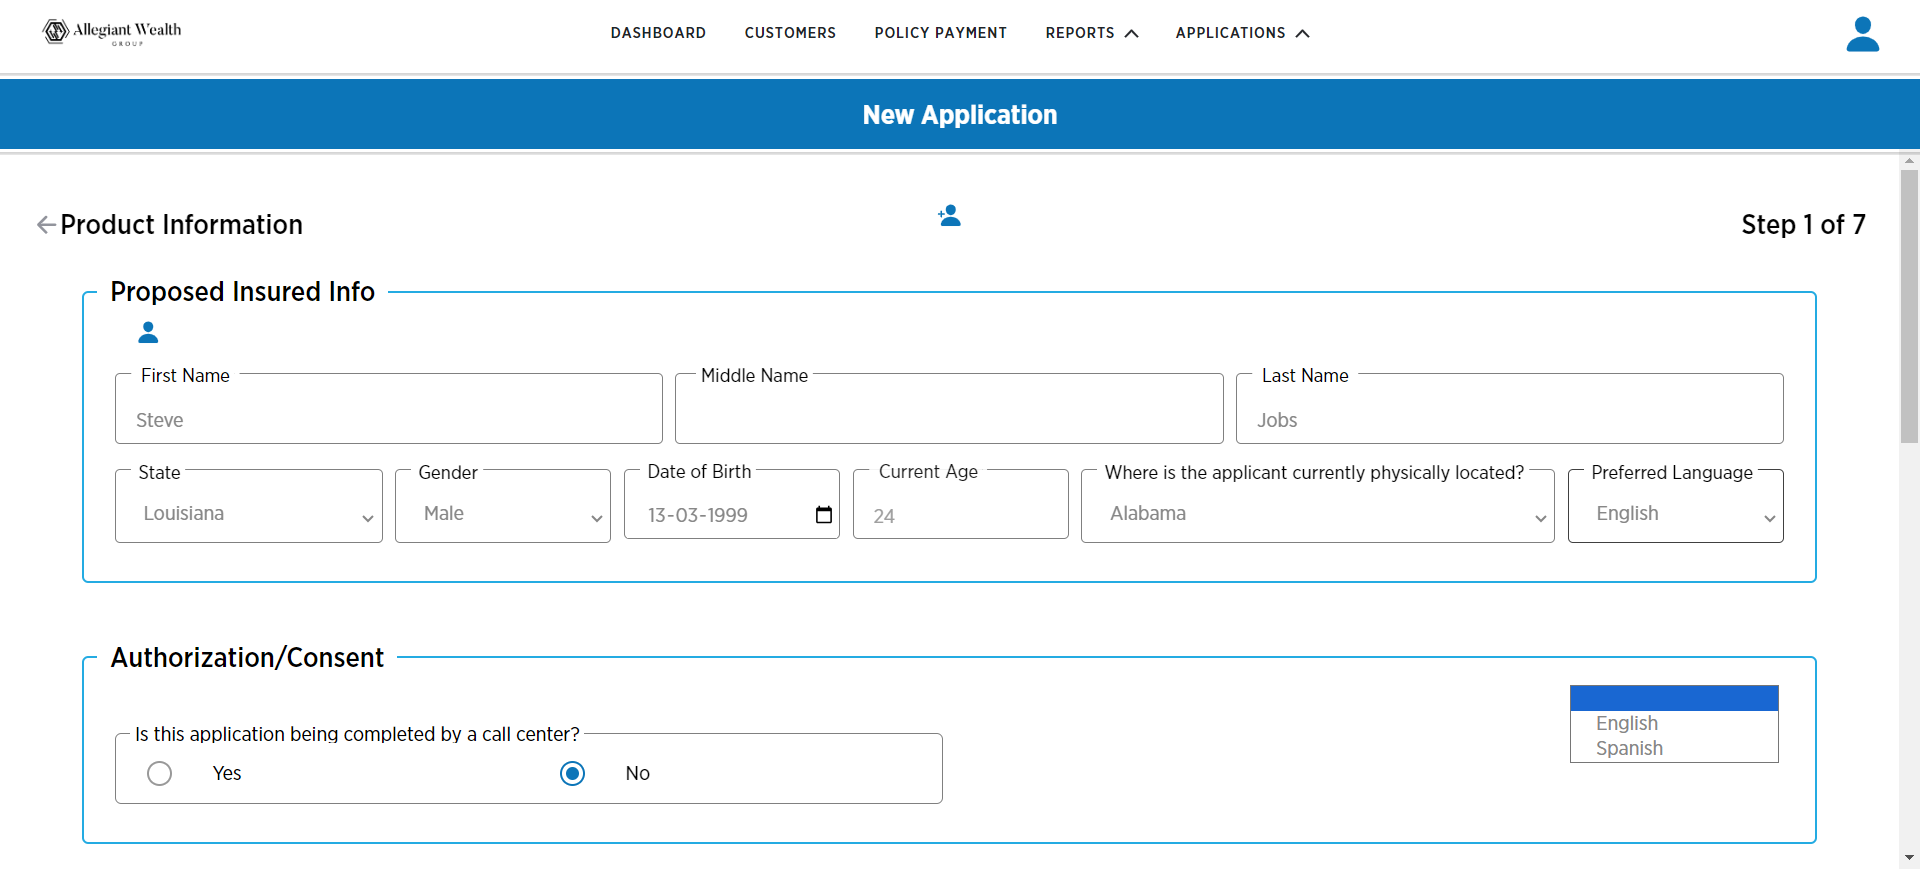 Allegiant Wealth
GROUP
DASHBOARD CUSTOMERS POLICY PAYMENT REPORTS APPLICATIONS
New Application
Product Information
Step 1 of 7
Proposed Insured Info
First Name Middle Name Last Name
Steve Jobs
State Gender Date of Birth Current Age Where is the applicant currently physically located? Preferred Language
Louisiana Male 13-03-1999 24 Alabama English
Authorization/Consent
English
Spanish
Is this application being completed by a call center?
Yes No